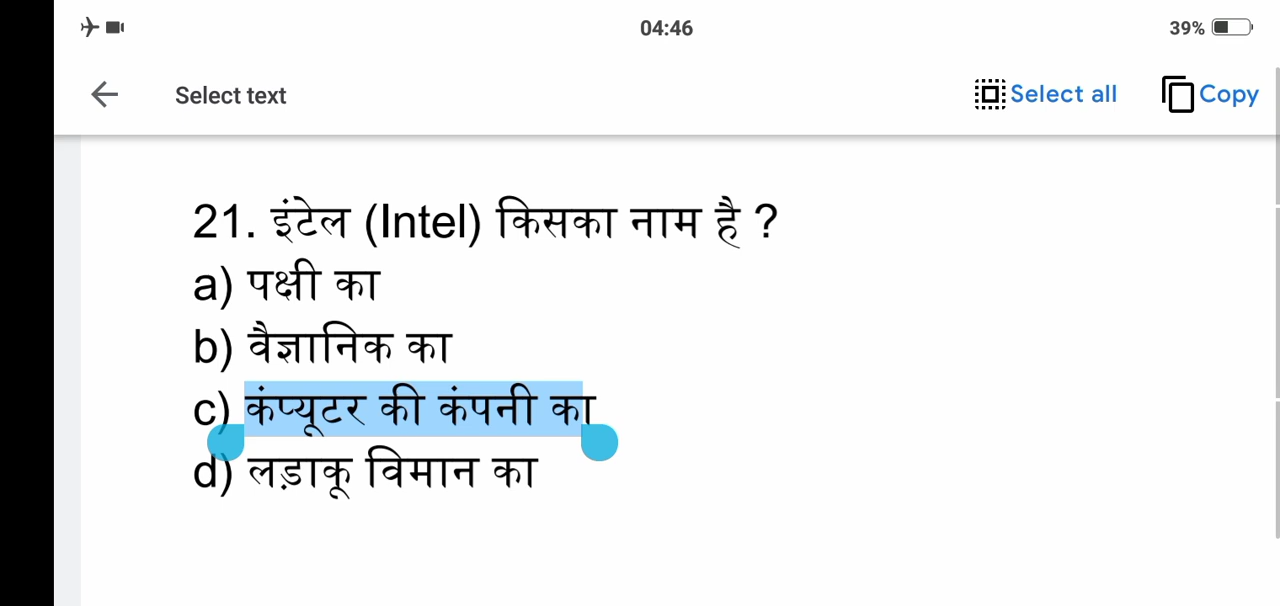 04:46
39%
Select text
Select all
Copy
21. इंटेल (Intel) किसका नाम है ?
a) पक्षी का
b) वैज्ञानिक का
c) कंप्यूटर की कंपनी का
d) लड़ाकू विमान का